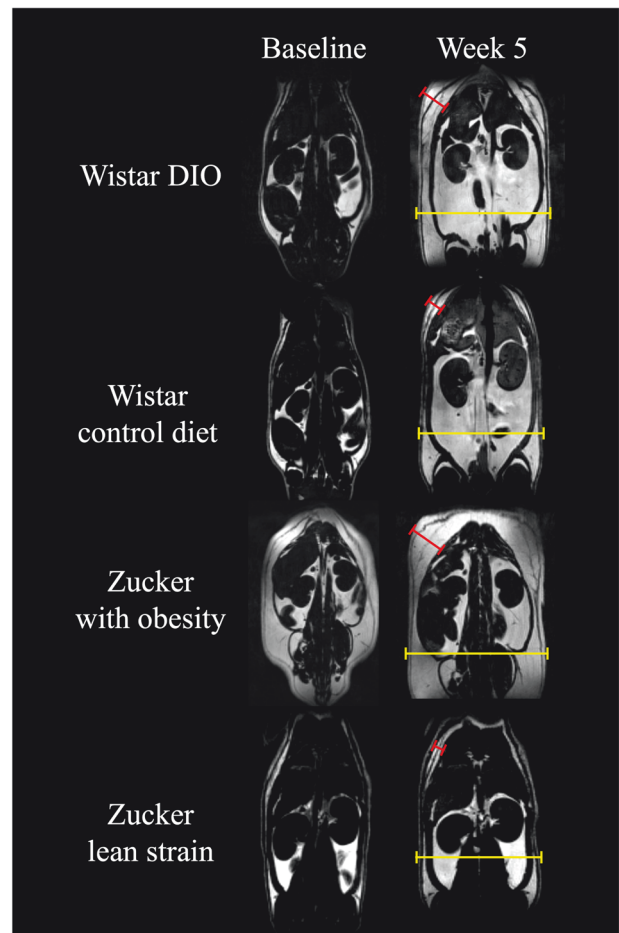 Baseline
Week 5
Wistar DIO
Wistar
control diet
Zucker
with obesity
Zucker
lean strain